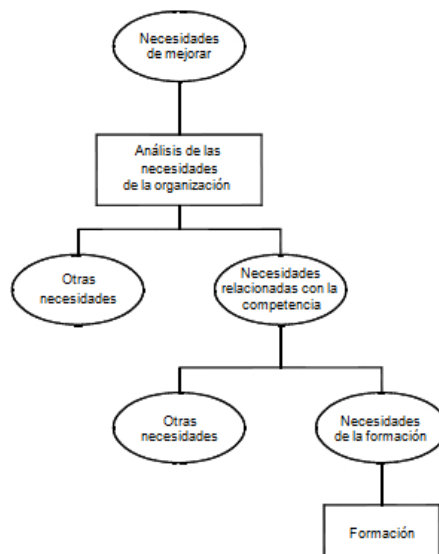 Necesidades
de mejorar
Análisis de las
necesidades
de la organización
Otras
necesidades
Necesidades
relacionadas con la
competencia
Otras
necesidades
Necesidades
de la formación
Formación